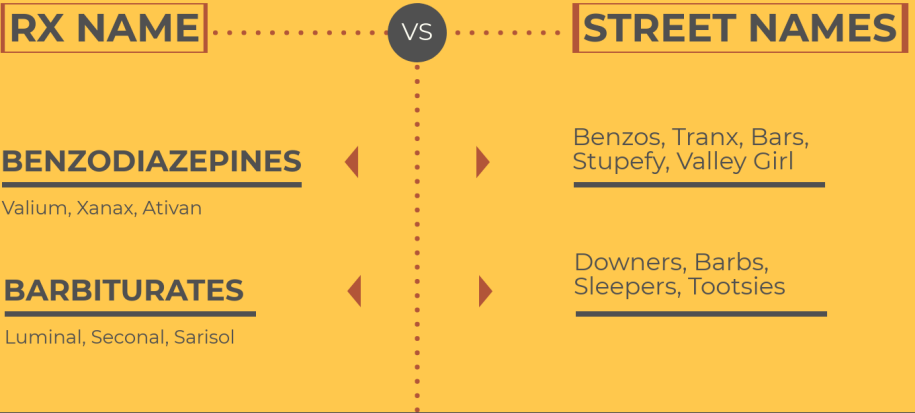 RX NAME
VS
STREET NAMES
BENZODIAZEPINES
Valium, Xanax, Ativan
Benzos, Tranx, Bars,
Stupefy, Valley Girl
BARBITURATES
Luminal, Seconal, Sarisol
Downers, Barbs,
Sleepers, Tootsies